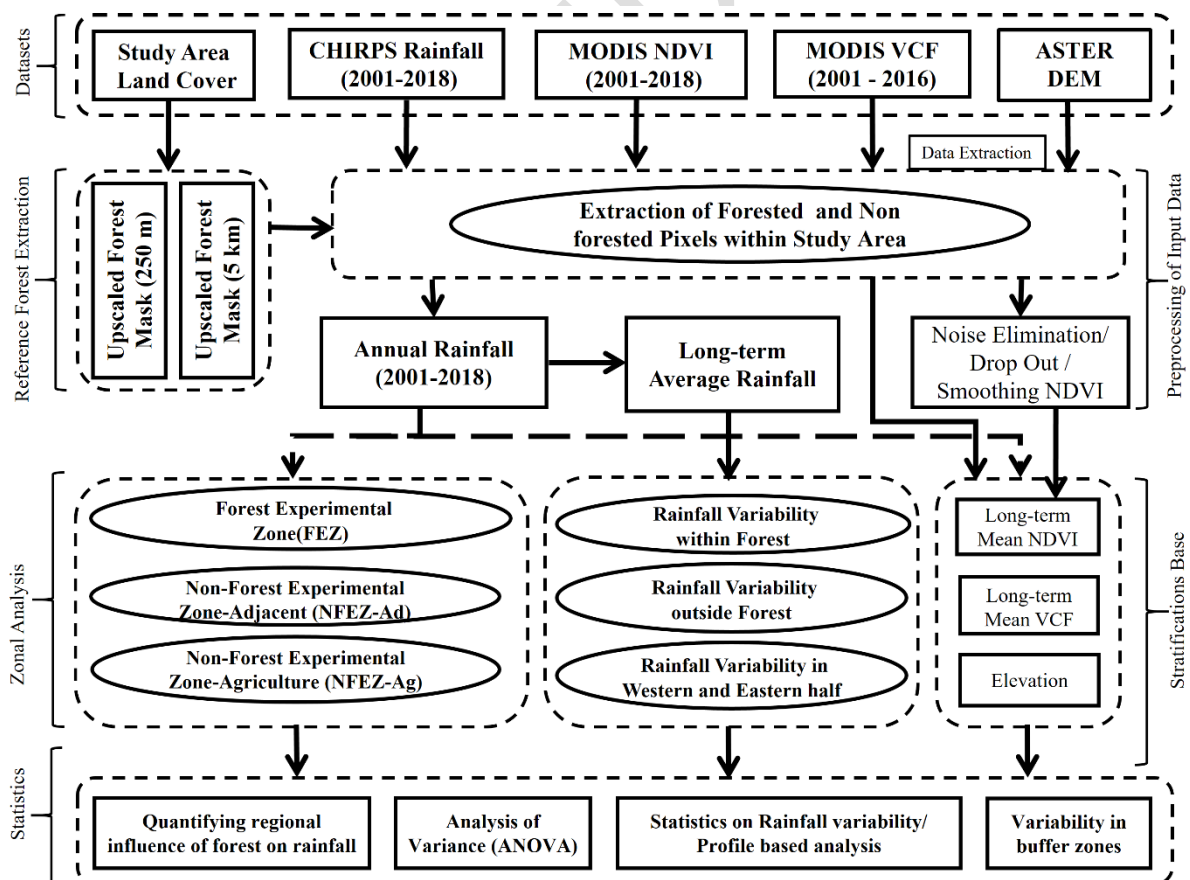 Datasets
Study Area
Land Cover
CHIRPS Rainfall
(2001-2018)
MODIS NDVI
(2001-2018)
MODIS VCF
(2001 - 2016)
ASTER
DEM
Data Extraction
Reference Forest Extraction
Upscaled Forest
Mask (250 m)
Upscaled Forest
Mask (5 km)
Extraction of Forested and Non
forested Pixels within Study Area
Preprocessing of Input Data
Annual Rainfall
(2001-2018)
Long-term
Average Rainfall
Noise Elimination/
Drop Out /
Smoothing NDVI
Zonal Analysis
Forest Experimental
Zone(FEZ)
Non-Forest Experimental
Zone-Adjacent (NFEZ-Ad)
Non-Forest Experimental
Zone-Agriculture (NFEZ-Ag)
Rainfall Variability
within Forest
Rainfall Variability
outside Forest
Rainfall Variability in
Western and Eastern half
Long-term
Mean NDVI
Long-term
Mean VCF
Elevation
Stratifications Base
Statistics
Quantifying regional
influence of forest on rainfall
Analysis of
Variance (ANOVA)
Statistics on Rainfall variability/
Profile based analysis
Variability in
buffer zones